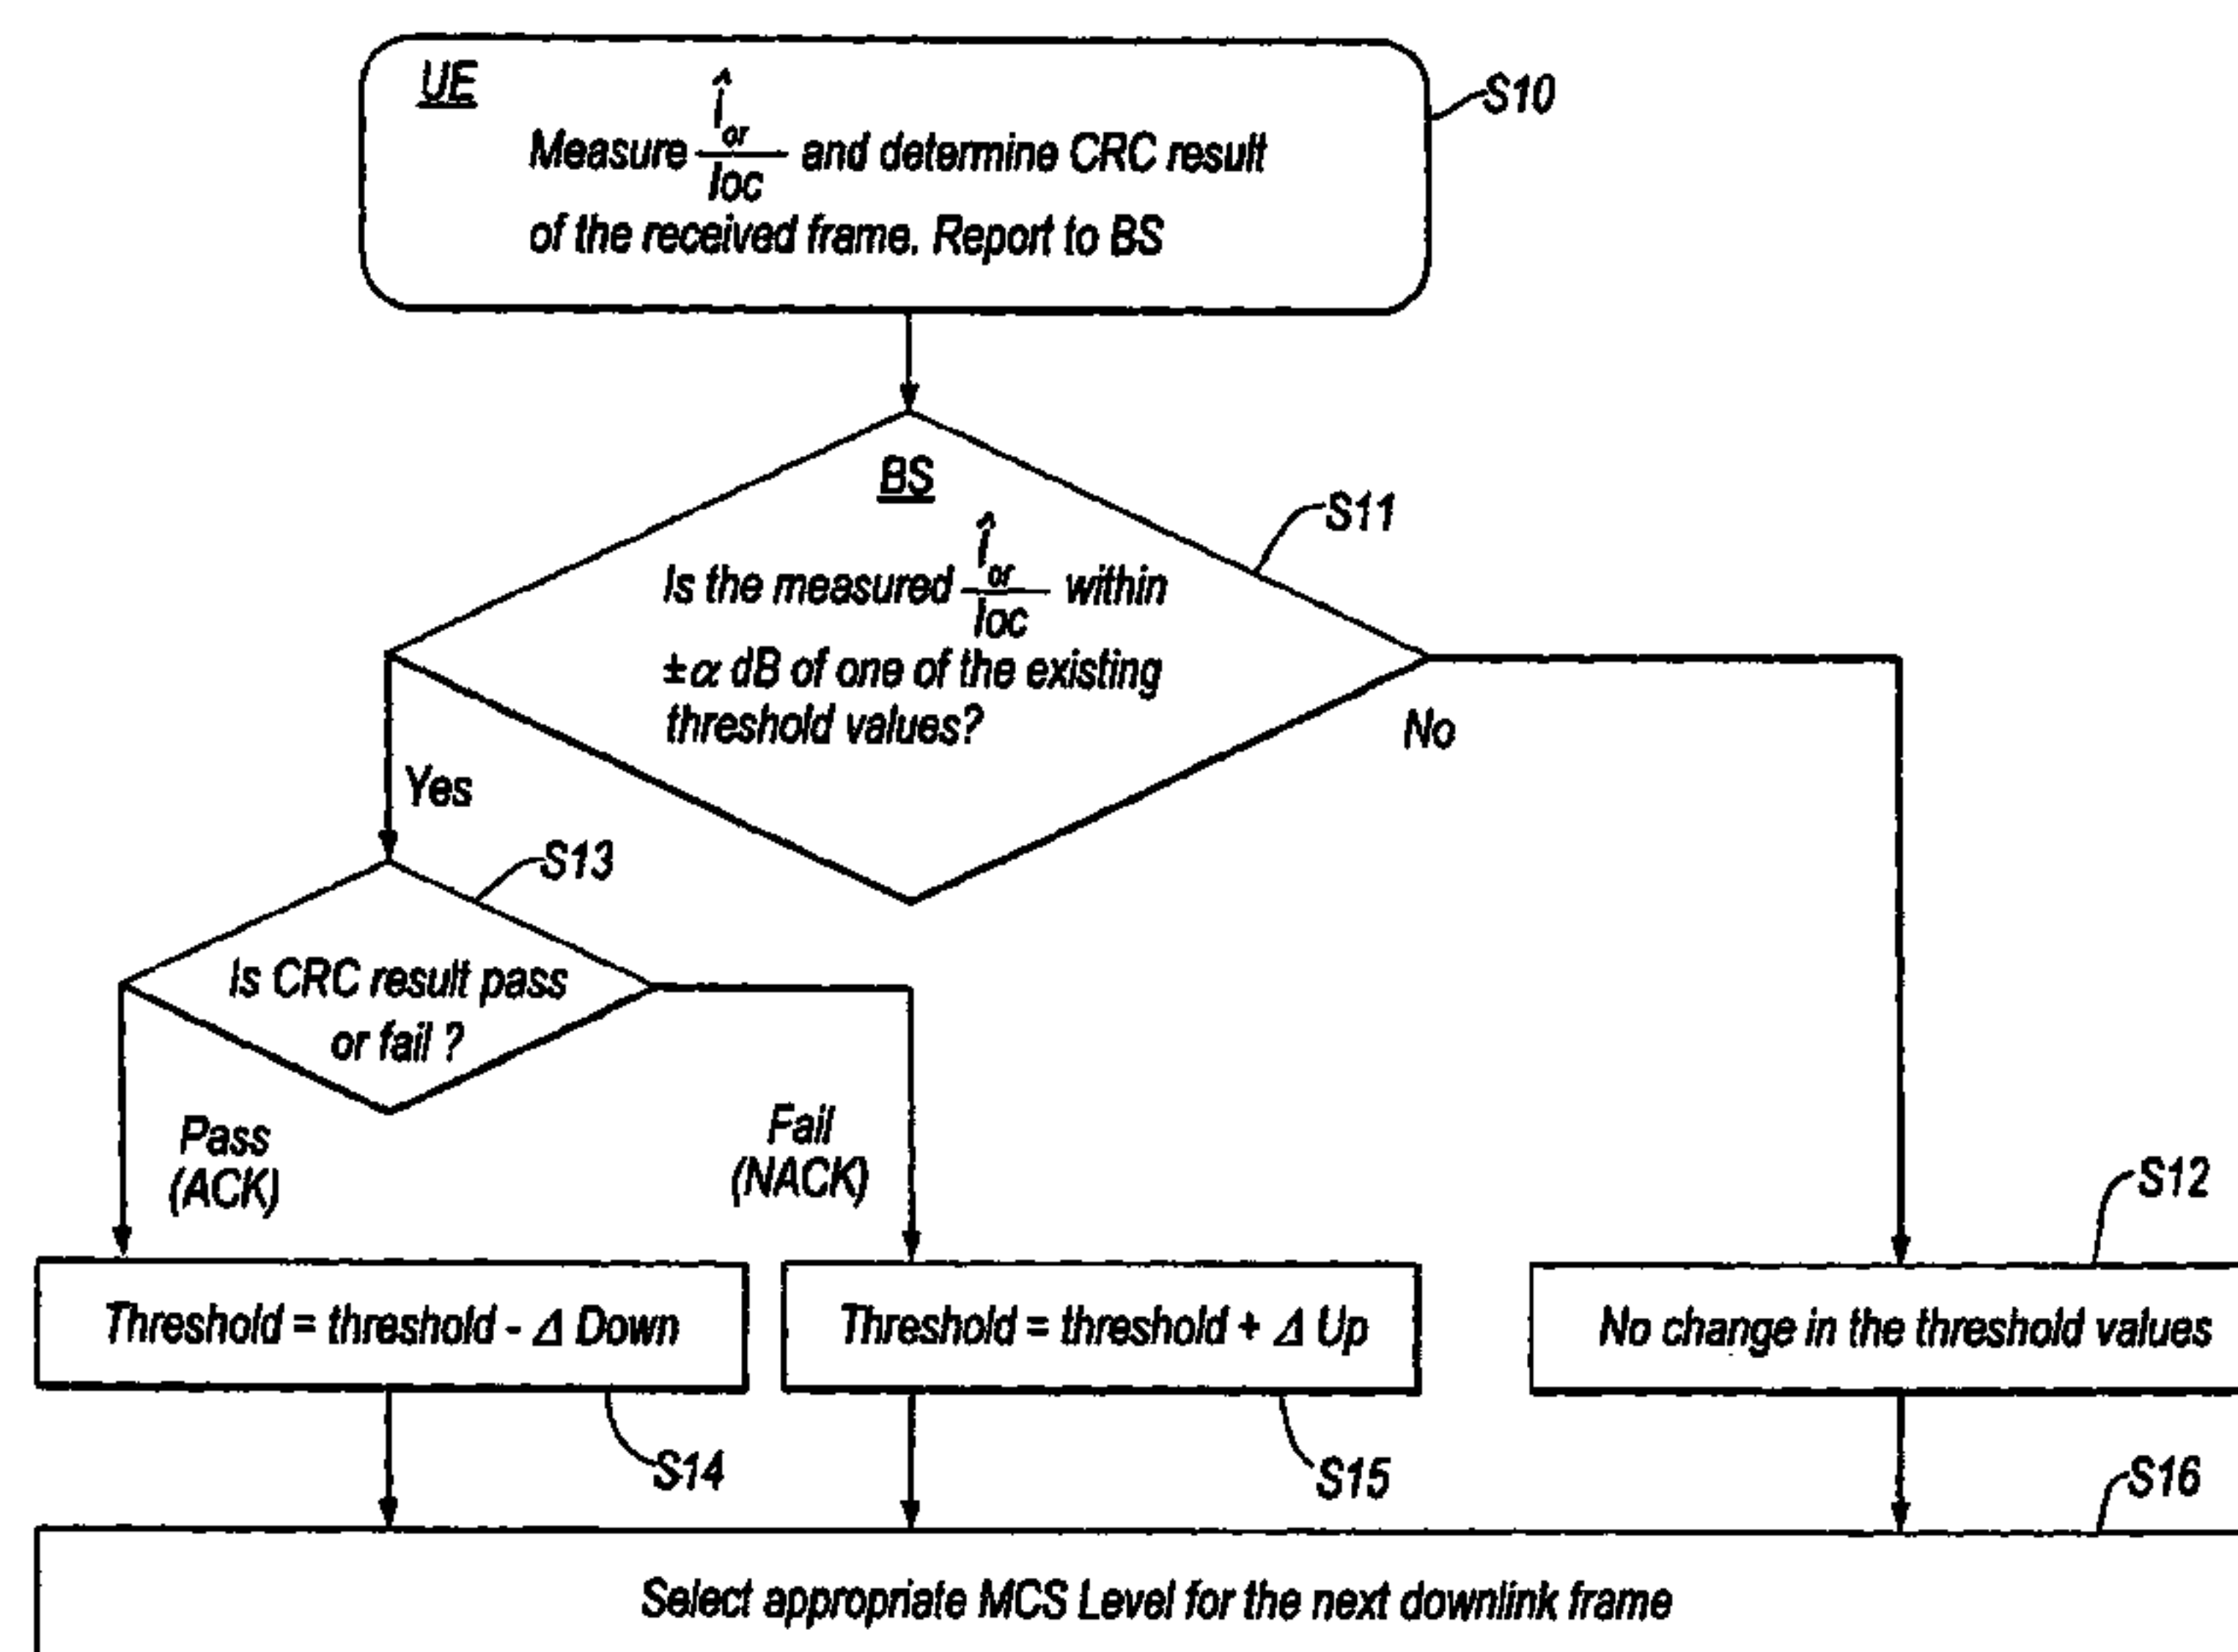 UE
S10
Measure Î_or/Ioc and determine CRC result
of the received frame. Report to BS
BS
S11
Is the measured Î_or/Ioc within
±α dB of one of the existing
threshold values?
No
Yes
S13
Is CRC result pass
or fail ?
Pass
(ACK)
Fail
(NACK)
S12
Threshold = threshold - Δ Down
Threshold = threshold + Δ Up
No change in the threshold values
S14
S15
S16
Select appropriate MCS Level for the next downlink frame